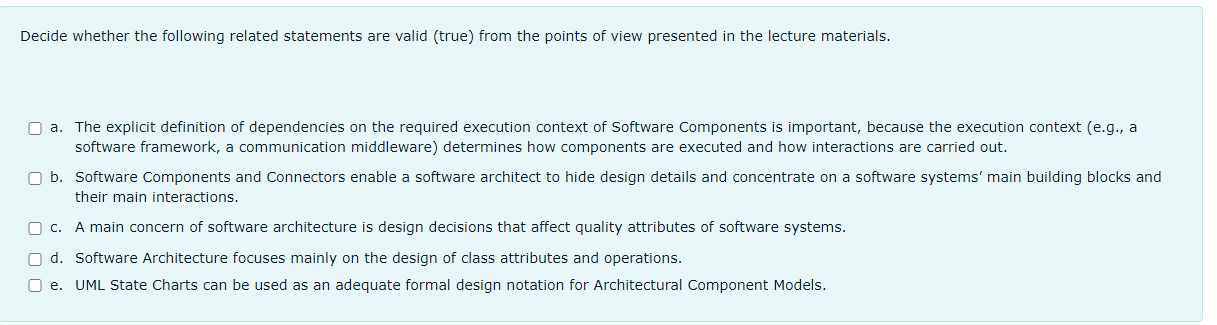 Decide whether the following related statements are valid (true) from the points of view presented in the lecture materials.
a. The explicit definition of dependencies on the required execution context of Software Components is important, because the execution context (e.g., a
software framework, a communication middleware) determines how components are executed and how interactions are carried out.
b. Software Components and Connectors enable a software architect to hide design details and concentrate on a software systems’ main building blocks and
their main interactions.
c. A main concern of software architecture is design decisions that affect quality attributes of software systems.
d. Software Architecture focuses mainly on the design of class attributes and operations.
e. UML State Charts can be used as an adequate formal design notation for Architectural Component Models.